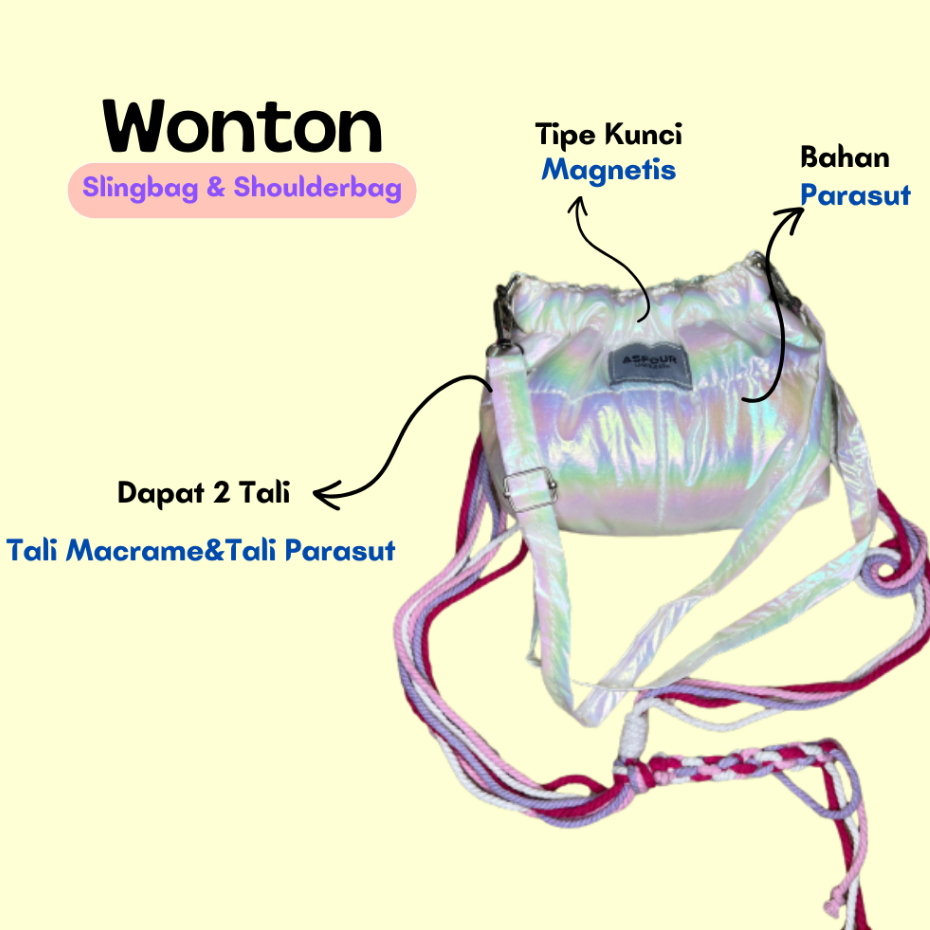 Wonton
Slingbag & Shoulderbag
Tipe Kunci
Magnetis
Bahan
Parasut
ASFOUR
Dapat 2 Tali
Tali Macrame&Tali Parasut